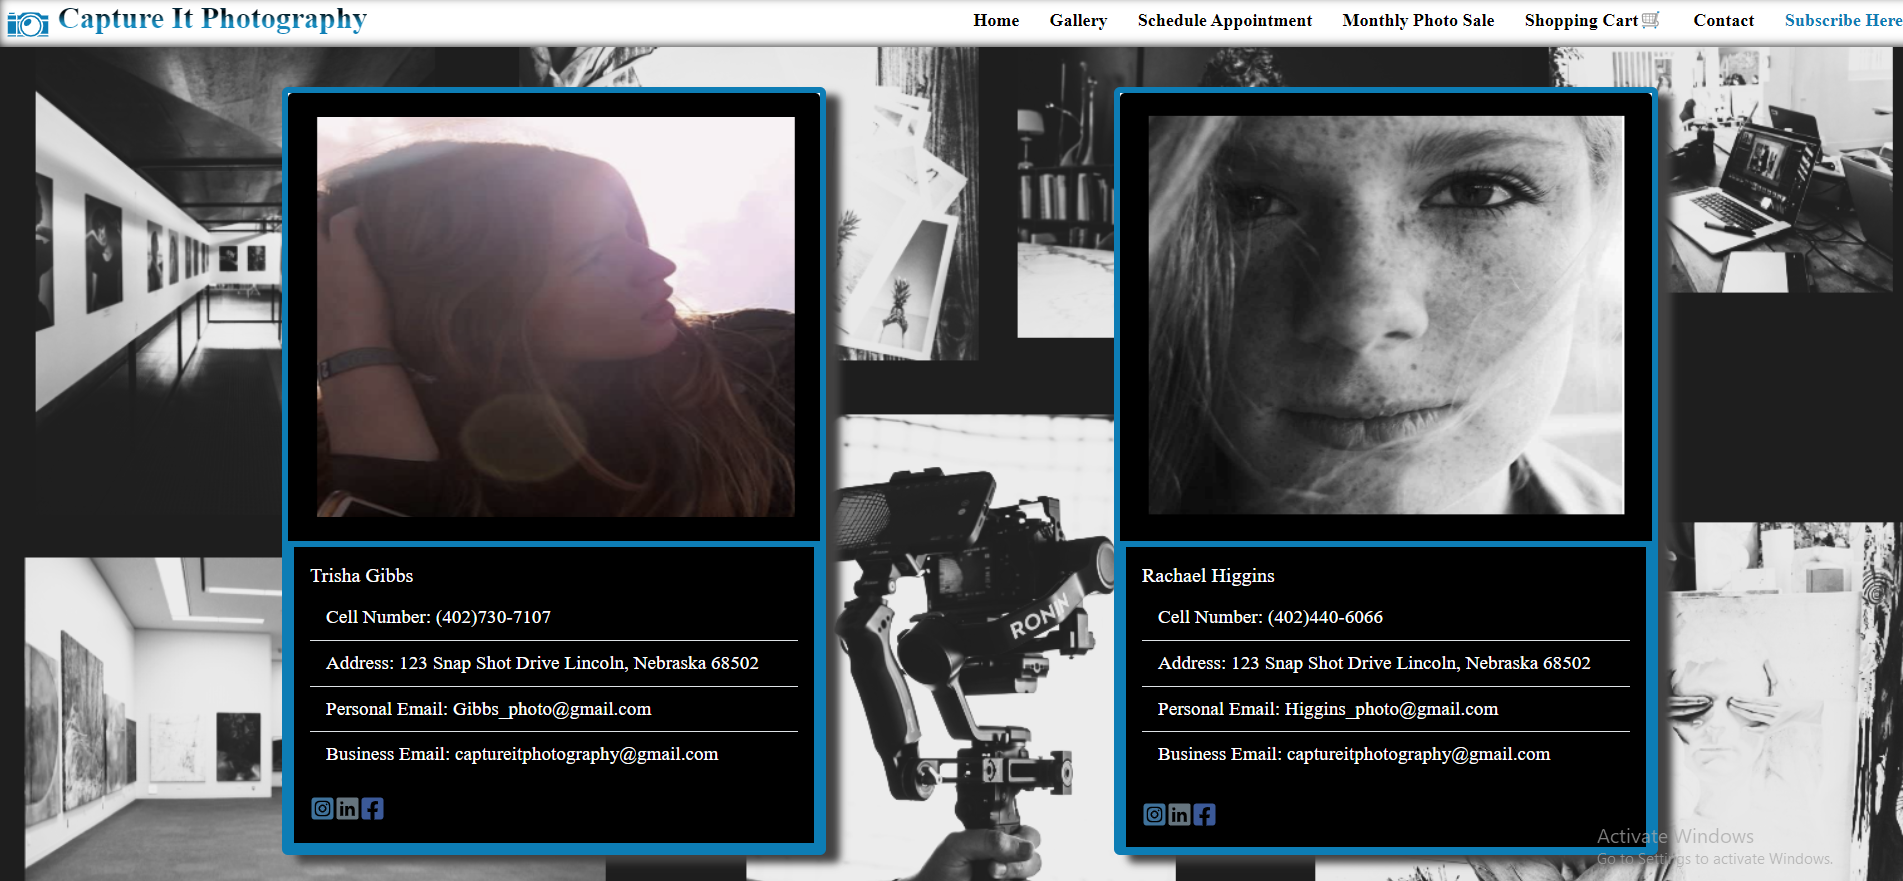 Capture It Photography
Home Gallery Schedule Appointment Monthly Photo Sale Shopping Cart Contact Subscribe Here
RONIN
Trisha Gibbs
Cell Number: (402)730-7107
Address: 123 Snap Shot Drive Lincoln, Nebraska 68502
Personal Email: Gibbs_photo@gmail.com
Business Email: captureitphotography@gmail.com
in f
Rachael Higgins
Cell Number: (402)440-6066
Address: 123 Snap Shot Drive Lincoln, Nebraska 68502
Personal Email: Higgins_photo@gmail.com
Business Email: captureitphotography@gmail.com
in f
Activate Windows
Go to Settings to activate Windows.